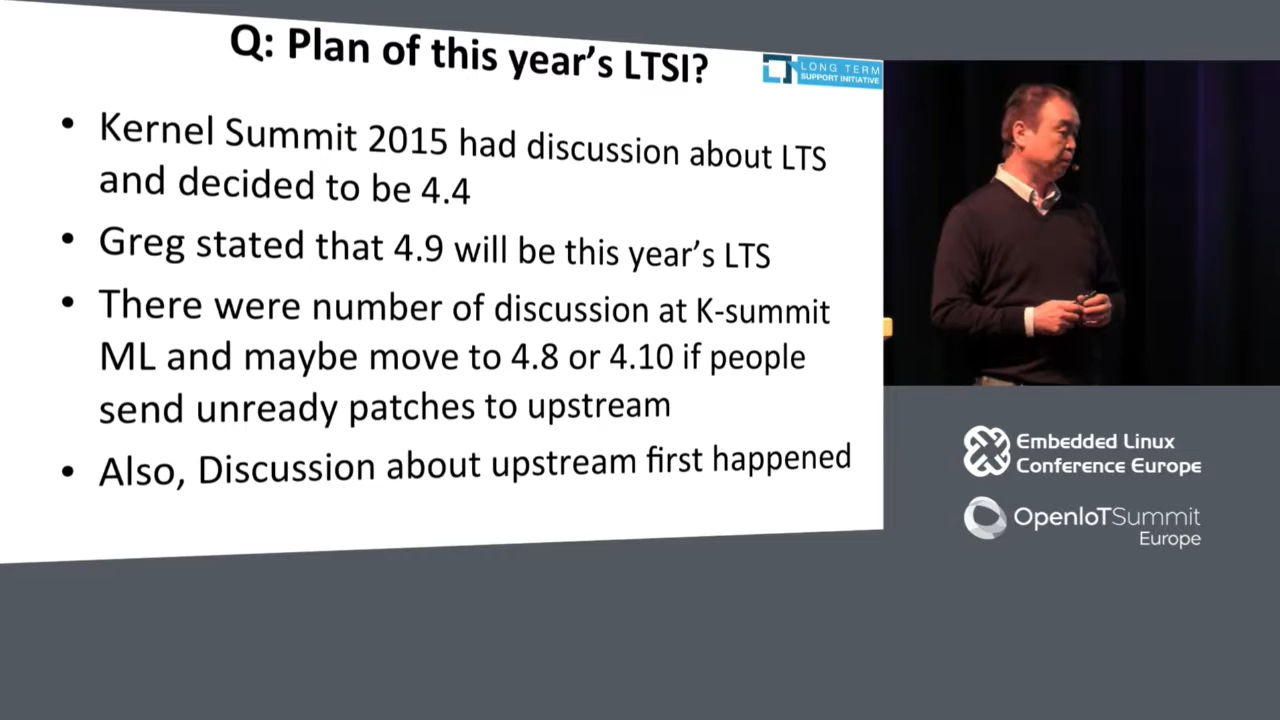 Q: Plan of this year's LTSI?
LONG TERM
SUPPORT INITIATIVE
• Kernel Summit 2015 had discussion about LTS
and decided to be 4.4
• Greg stated that 4.9 will be this year's LTS
• There were number of discussion at K-summit
ML and maybe move to 4.8 or 4.10 if people
send unready patches to upstream
• Also, Discussion about upstream first happened
Embedded Linux
Conference Europe
OpenIoTSummit
Europe